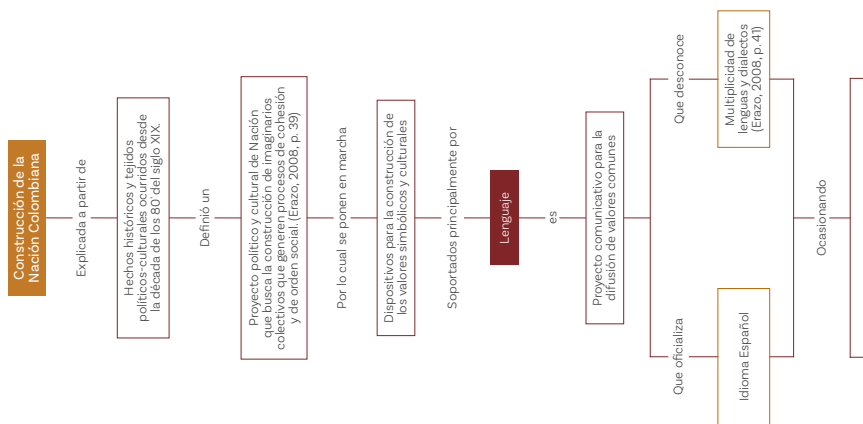 Construcción de la
Nación Colombiana
Explicada a partir de
Hechos históricos y tejidos
políticos-culturales ocurridos desde
la década de los 80´ del siglo XIX.
Definió un
Proyecto político y cultural de Nación
que busca la construcción de imaginarios
colectivos que generen procesos de cohesión
y de orden social. (Erazo, 2008, p. 39)
Por lo cual se ponen en marcha
Dispositivos para la construcción de
los valores simbólicos y culturales
Soportados principalmente por
Lenguaje
es
Proyecto comunicativo para la
difusión de valores comunes
Que oficializa
Idioma Español
Que desconoce
Multiplicidad de
lenguas y dialectos
(Erazo, 2008, p. 41)
Ocasionando